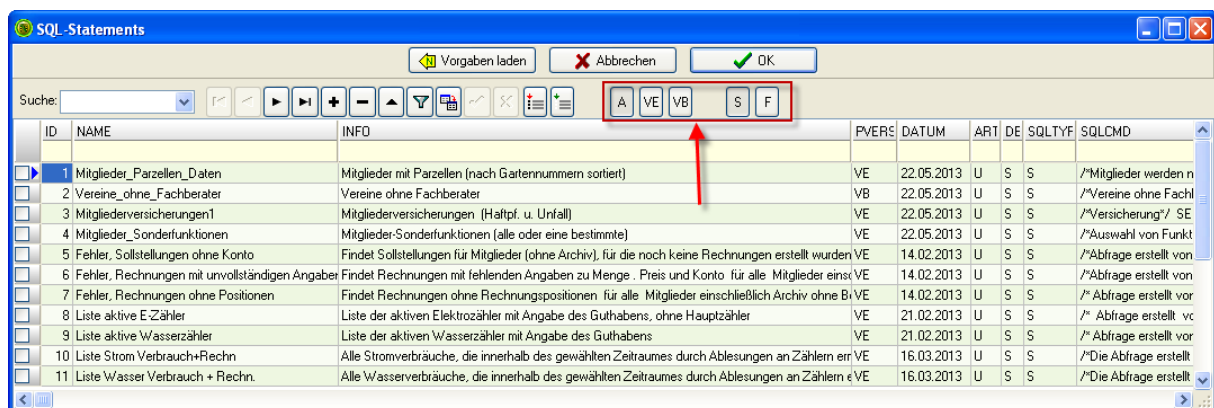 SQL-Statements
Vorgaben laden Abbrechen OK
Suche: A VE VB S F
ID NAME INFO PVERS DATUM ART DE SQLTYF SQLCMD
1 Mitglieder_Parzellen_Daten Mitglieder mit Parzellen (nach Gartennummern sortiert) VE 22.05.2013 U S S /*Mitglieder werden n
2 Vereine_ohne_Fachberater Vereine ohne Fachberater VB 22.05.2013 U S S /*Vereine ohne Fachl
3 Mitgliederversicherungen1 Mitgliederversicherungen (Haftpf. u. Unfall) VE 22.05.2013 U S S /*Versicherung*/ SE
4 Mitglieder_Sonderfunktionen Mitglieder-Sonderfunktionen (alle oder eine bestimmte) VE 22.05.2013 U S S /*Auswahl von Funkt
5 Fehler, Sollstellungen ohne Konto Findet Sollstellungen für Mitglieder (ohne Archiv), für die noch keine Rechnungen erstellt wurden VE 14.02.2013 U S S /*Abfrage erstellt von
6 Fehler, Rechnungen mit unvollständigen Angaber Findet Rechnungen mit fehlenden Angaben zu Menge . Preis und Konto für alle Mitglieder einsc VE 14.02.2013 U S S /*Abfrage erstellt von
7 Fehler, Rechnungen ohne Positionen Findet Rechnungen ohne Rechnungspositionen für alle Mitglieder einschließlich Archiv ohne B VE 14.02.2013 U S S /* Abfrage erstellt vor
8 Liste aktive E-Zähler Liste der aktiven Elektrozähler mit Angabe des Guthabens, ohne Hauptzähler VE 21.02.2013 U S S /* Abfrage erstellt vc
9 Liste aktive Wasserzähler Liste der aktiven Wasserzähler mit Angabe des Guthabens VE 21.02.2013 U S S /* Abfrage erstellt vor
10 Liste Strom Verbrauch+Rechn Alle Stromverbräuche, die innerhalb des gewählten Zeitraumes durch Ablesungen an Zählern err VE 16.03.2013 U S S /*Die Abfrage erstellt
11 Liste Wasser Verbrauch + Rechn. Alle Wasserverbräuche, die innerhalb des gewählten Zeitraumes durch Ablesungen an Zählern e VE 16.03.2013 U S S /*Die Abfrage erstellt